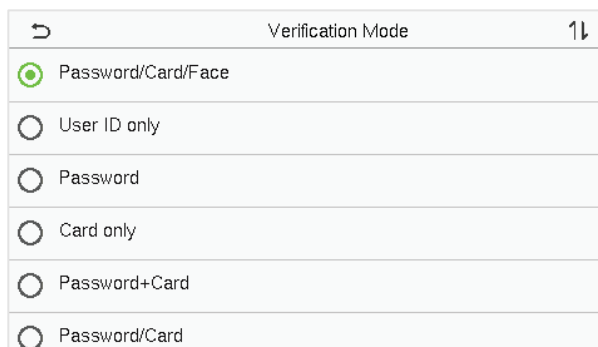 Verification Mode
Password/Card/Face
User ID only
Password
Card only
Password+Card
Password/Card